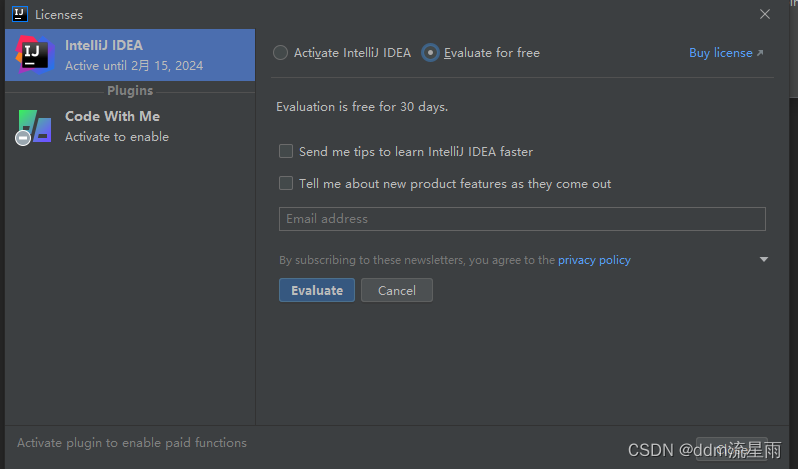 Licenses
IntelliJ IDEA
Active until 2月 15, 2024
Plugins
Code With Me
Activate to enable
Activate IntelliJ IDEA
Evaluate for free
Buy license
Evaluation is free for 30 days.
Send me tips to learn IntelliJ IDEA faster
Tell me about new product features as they come out
Email address
By subscribing to these newsletters, you agree to the privacy policy
Evaluate
Cancel
Activate plugin to enable paid functions
CSDN @ddm流星雨